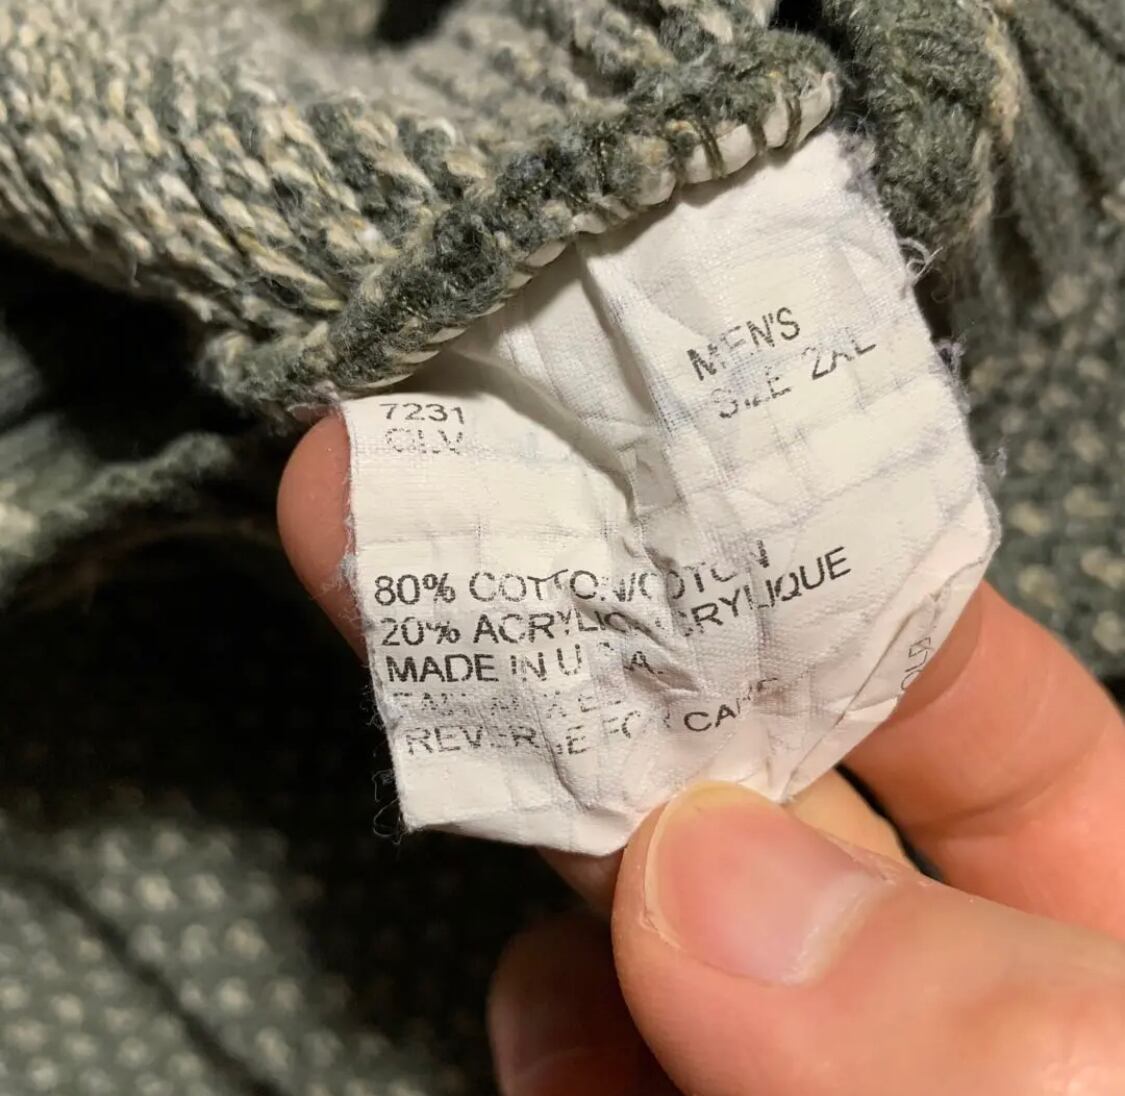 MEN'S
SIZE 2XL
7231
OLV
80% COTTON/COTON
20% ACRYLIC/ACRYLIQUE
MADE IN U.S.A.
REVERSE FOR CARE